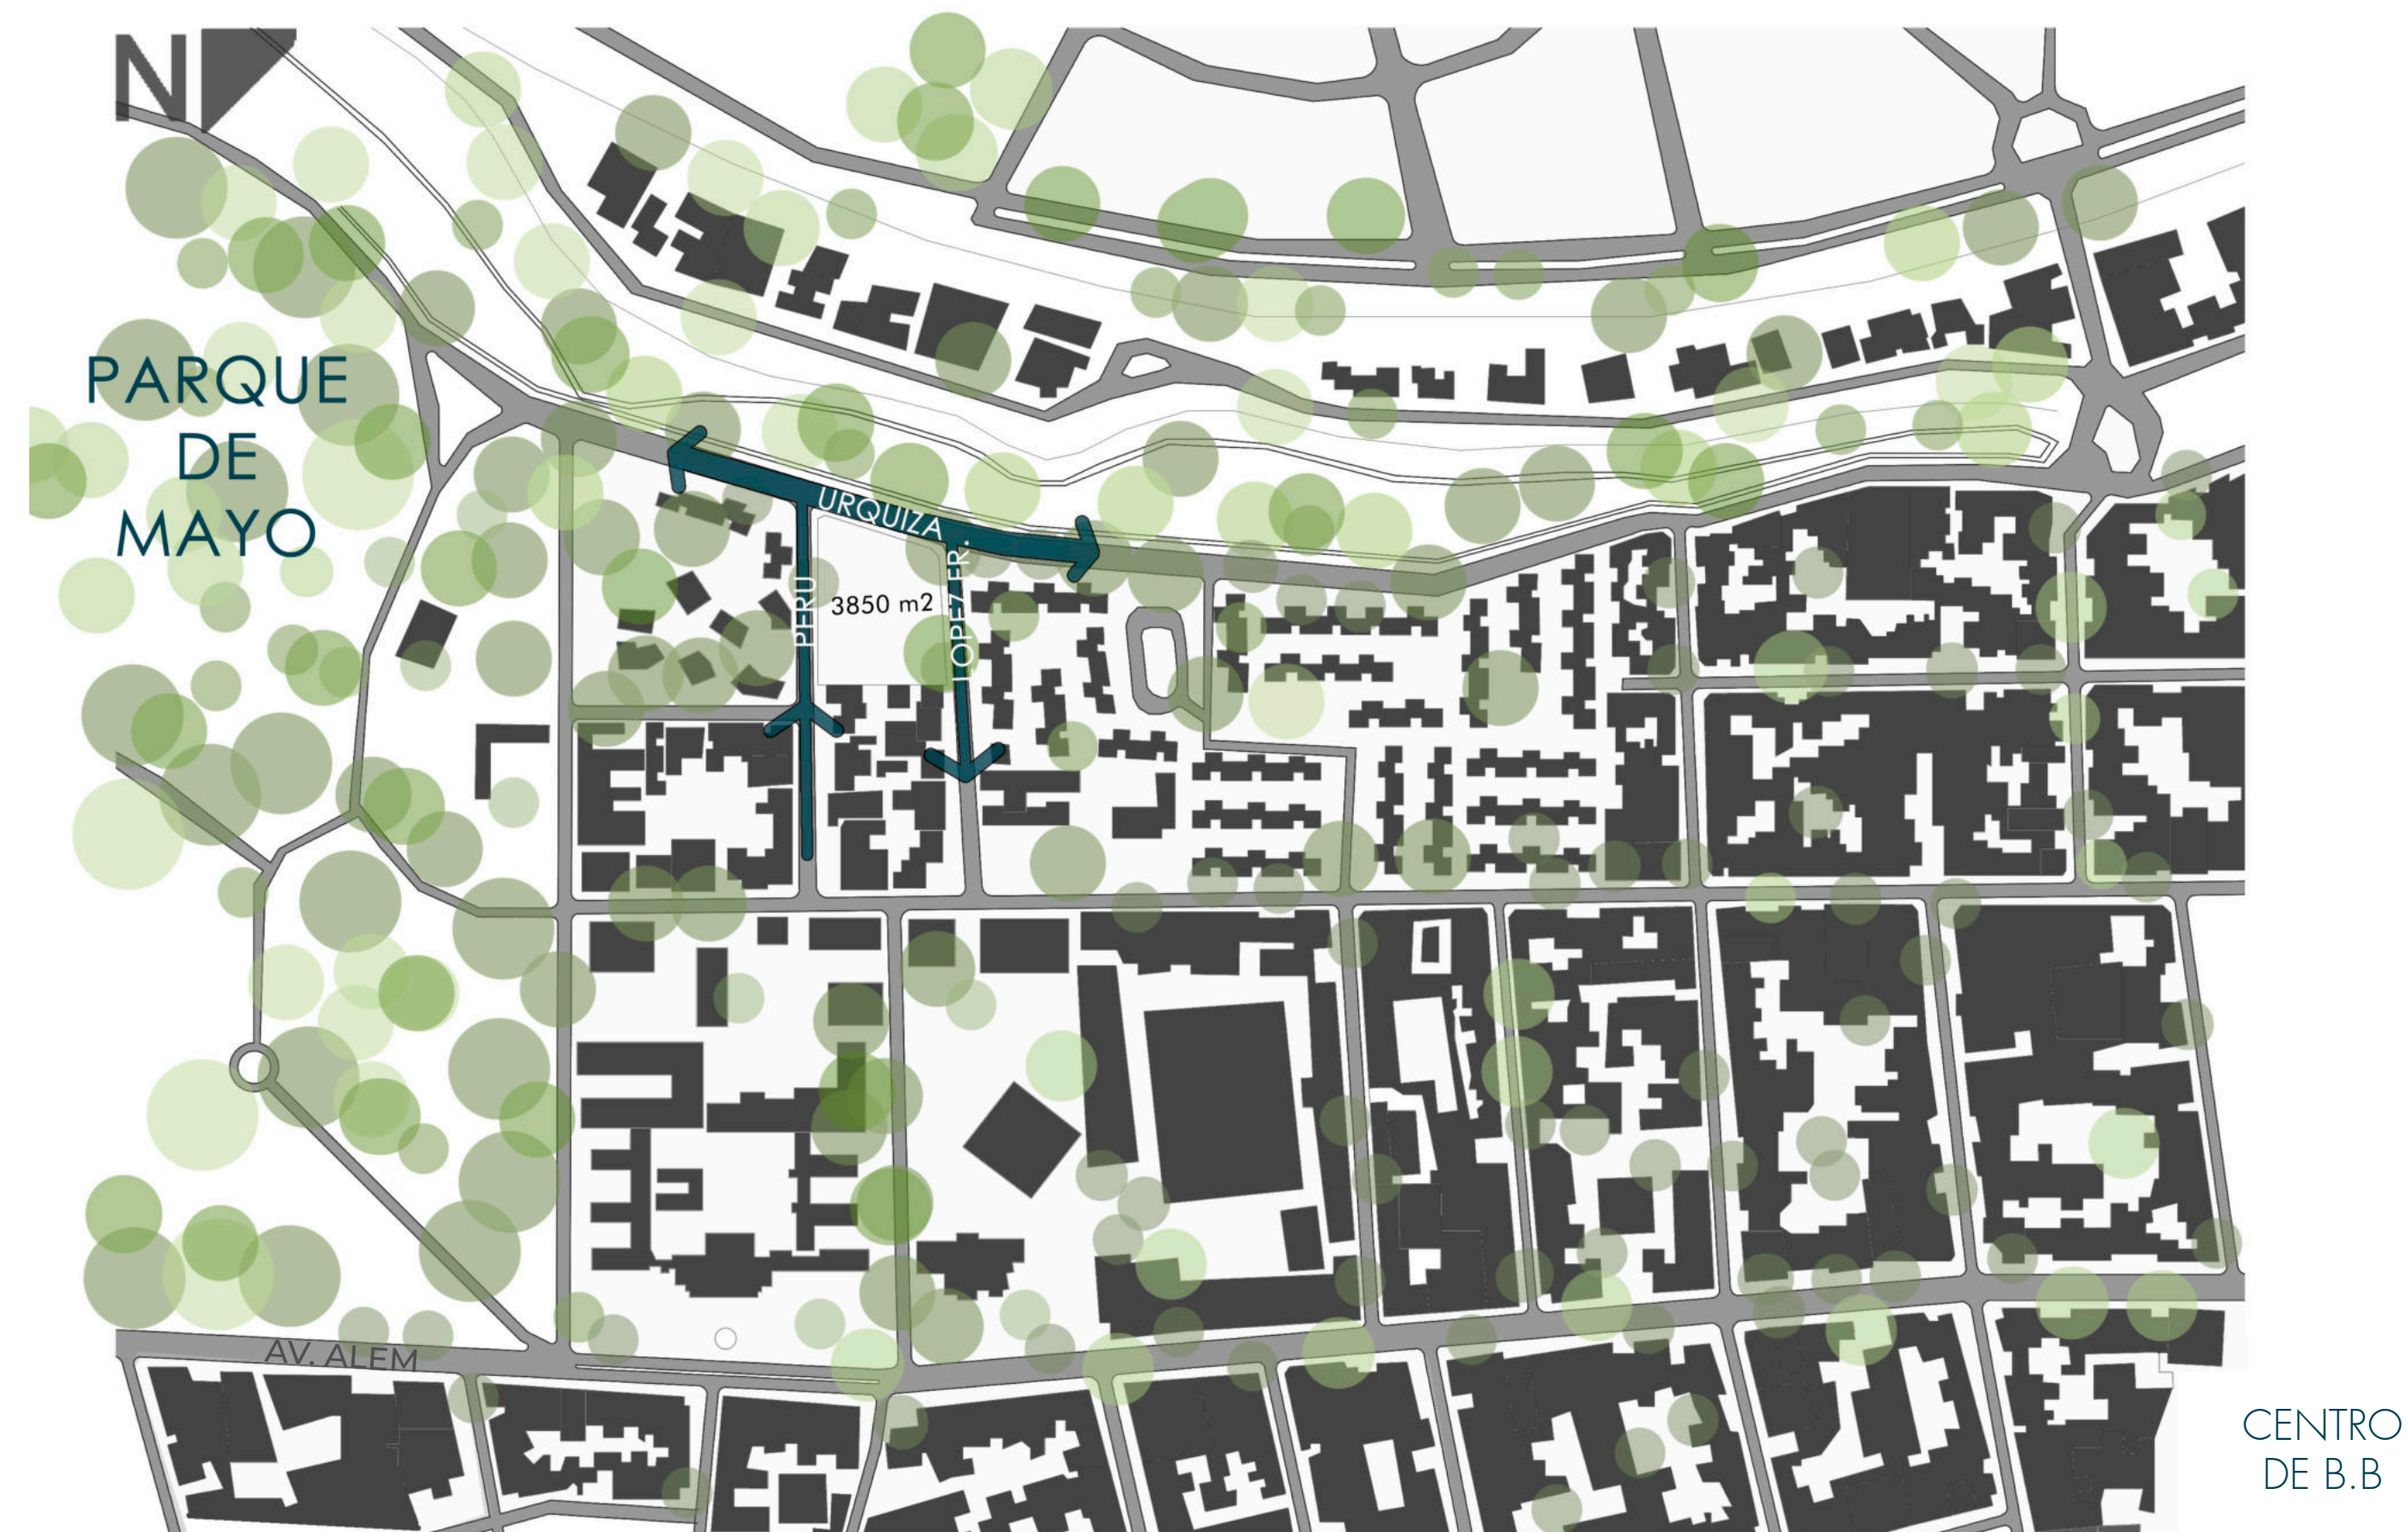 N
PARQUE
DE
MAYO
URQUIZA
PERU
3850 m2
LOPEZ FR.
AV. ALEM
CENTRO
DE B.B